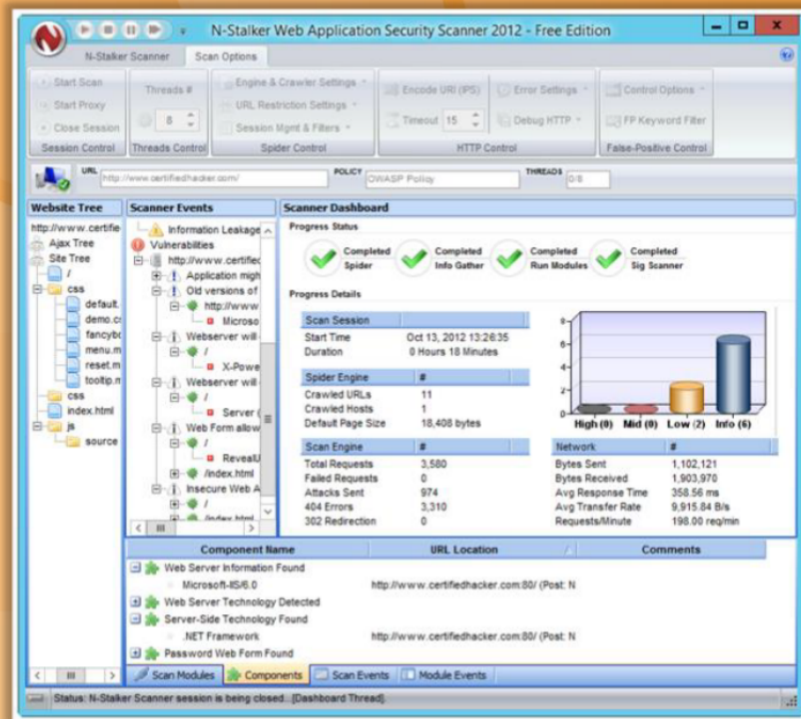 N-Stalker Web Application Security Scanner 2012 - Free Edition
N-Stalker Scanner Scan Options
Start Scan
Start Proxy
Close Session
Session Control
Threads #
8
Threads Control
Engine & Crawler Settings
URL Restriction Settings
Session Mgmt & Filters
Spider Control
Encode URI (IPS) Error Settings
Timeout 15 Debug HTTP
HTTP Control
Control Options
FP Keyword Filter
False-Positive Control
URL http://www.certifiedhacker.com/ POLICY OWASP Policy THREADS 0/8
Website Tree
http://www.certifie
Ajax Tree
Site Tree
/
css
default.
demo.cs
fancybo
menu.m
reset.m
tooltip.m
css
index.html
js
source
Scanner Events
Information Leakage
Vulnerabilities
http://www.certified
Application migh
Old versions of
http://www
Microso
Webserver will
/
X-Powe
Webserver will
/
Server (
Web Form allow
/
RevealU
/index.html
Insecure Web A
/
/index.html
Scanner Dashboard
Progress Status
Completed Spider
Completed Info Gather
Completed Run Modules
Completed Sig Scanner
Progress Details
Scan Session
Start Time Oct 13, 2012 13:26:35
Duration 0 Hours 18 Minutes
Spider Engine #
Crawled URLs 11
Crawled Hosts 1
Default Page Size 18,408 bytes
Scan Engine #
Total Requests 3,580
Failed Requests 0
Attacks Sent 974
404 Errors 3,310
302 Redirection 0
8
6
4
2
0
High (0) Mid (0) Low (2) Info (6)
Network #
Bytes Sent 1,102,121
Bytes Received 1,903,970
Avg Response Time 358.56 ms
Avg Transfer Rate 9,915.84 B/s
Requests/Minute 198.00 req/min
Component Name URL Location Comments
Web Server Information Found
Microsoft-IIS/6.0 http://www.certifiedhacker.com:80/ (Post: N
Web Server Technology Detected
Server-Side Technology Found
.NET Framework http://www.certifiedhacker.com:80/ (Post: N
Password Web Form Found
Scan Modules Components Scan Events Module Events
Status: N-Stalker Scanner session is being closed...[Dashboard Thread].